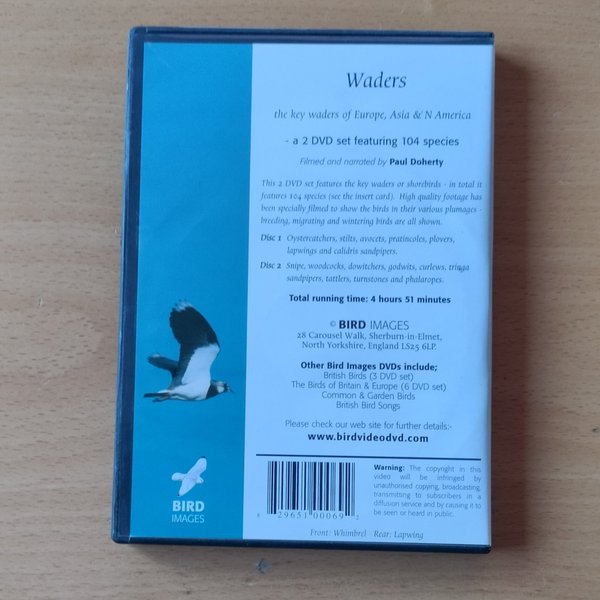 Waders
the key waders of Europe, Asia & N America
- a 2 DVD set featuring 104 species
Filmed and narrated by Paul Doherty
This 2 DVD set features the key waders or shorebirds - in total it
features 104 species (see the insert card). High quality footage has
been specially filmed to show the birds in their various plumages -
breeding, migrating and wintering birds are all shown.
Disc 1 Oystercatchers, stilts, avocets, pratincoles, plovers,
lapwings and calidris sandpipers.
Disc 2 Snipe, woodcocks, dowitchers, godwits, curlews, tringa
sandpipers, tattlers, turnstones and phalaropes.
Total running time: 4 hours 51 minutes
© BIRD IMAGES
28 Carousel Walk, Sherburn-in-Elmet,
North Yorkshire, England LS25 6LP.
Other Bird Images DVDs include;
British Birds (3 DVD set)
The Birds of Britain & Europe (6 DVD set)
Common & Garden Birds
British Bird Songs
Please check our web site for further details:-
www.birdvideodvd.com
BIRD
IMAGES
29651 00069 2
Warning: The copyright in this
video will be infringed by
unauthorised copying, broadcasting,
transmitting to subscribers in a
diffusion service and by causing it to
be seen or heard in public.
Front: Whimbrel Rear: Lapwing